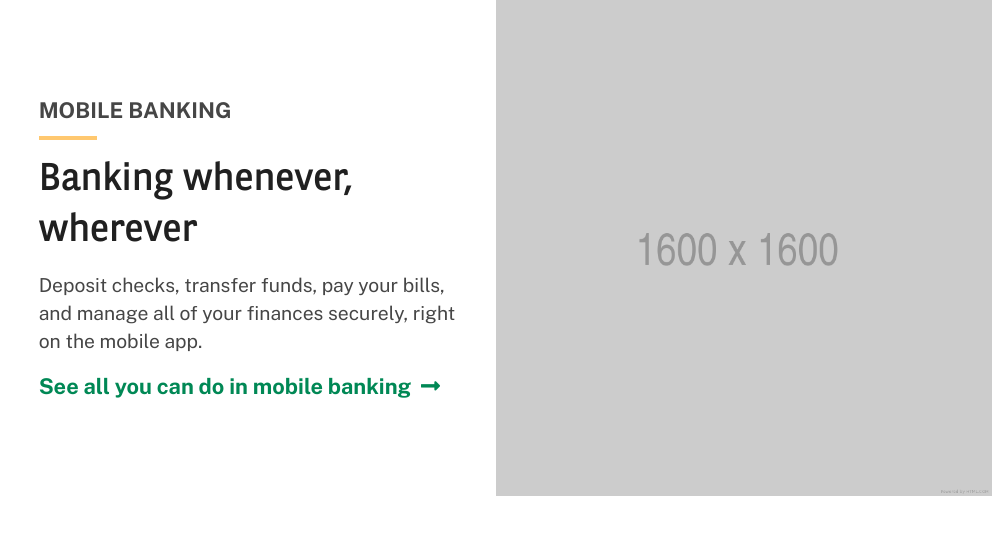 MOBILE BANKING
Banking whenever,
wherever
Deposit checks, transfer funds, pay your bills,
and manage all of your finances securely, right
on the mobile app.
See all you can do in mobile banking
1600 x 1600